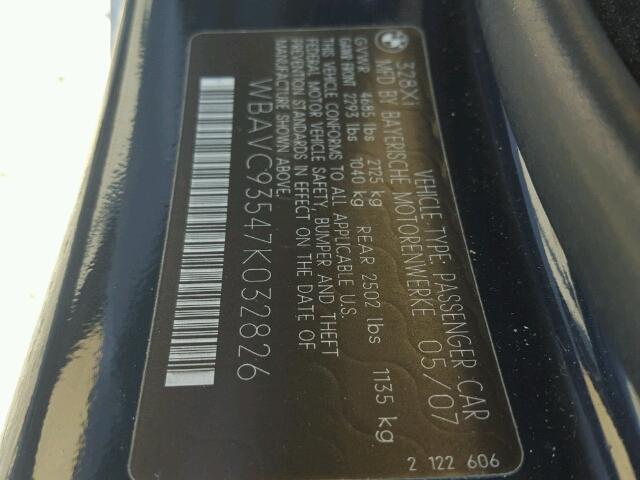 328Xi VEHICLE TYPE: PASSENGER CAR
MFD BY BAYERISCHE MOTORENWERKE 05/07
GVWR 4685 lbs 2125 kg
GAWR FRONT 2293 lbs 1040 kg REAR 2502 lbs 1135 kg
THIS VEHICLE CONFORMS TO ALL APPLICABLE U.S.
FEDERAL MOTOR VEHICLE SAFETY, BUMPER AND THEFT
PREVENTION STANDARDS IN EFFECT ON THE DATE OF
MANUFACTURE SHOWN ABOVE.
WBAVC93547K032826
2 122 606